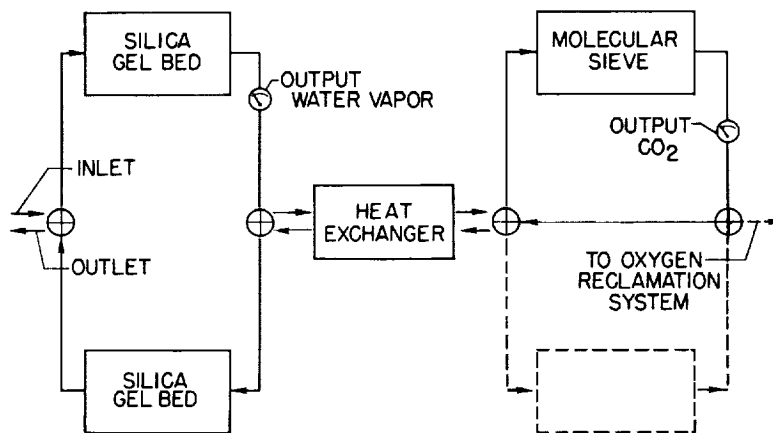 SILICA
GEL BED
OUTPUT
WATER VAPOR
INLET
OUTLET
SILICA
GEL BED
HEAT
EXCHANGER
MOLECULAR
SIEVE
OUTPUT
CO₂
TO OXYGEN
RECLAMATION
SYSTEM